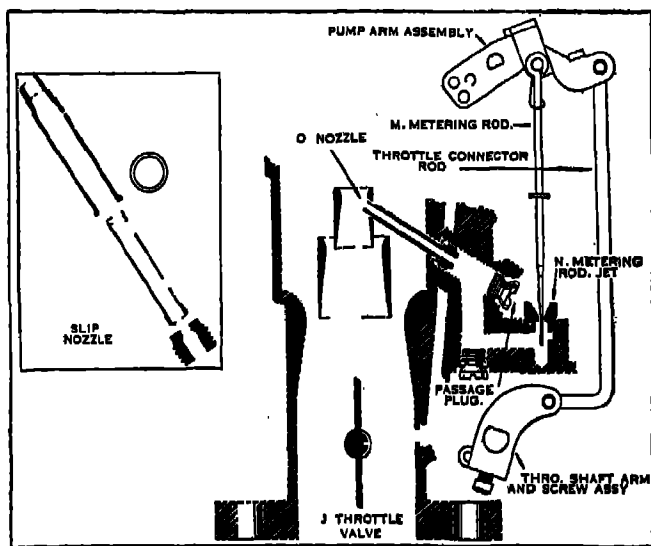 PUMP ARM ASSEMBLY
M. METERING ROD.
O NOZZLE
THROTTLE CONNECTOR
ROD
N. METERING
ROD. JET
SLIP
NOZZLE
PASSAGE
PLUG.
THRO. SHAFT ARM
AND SCREW ASSY
J THROTTLE
VALVE